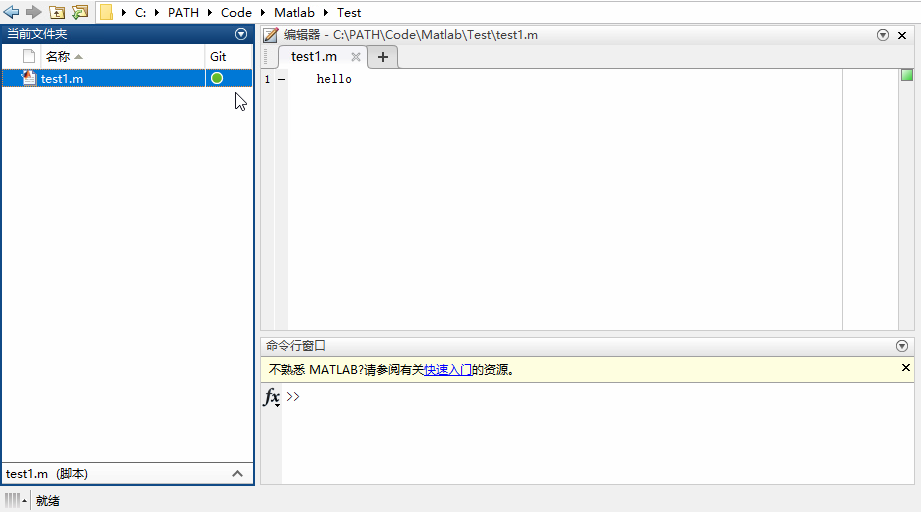 C: PATH Code Matlab Test
当前文件夹
名称 Git
test1.m
编辑器 - C:\PATH\Code\Matlab\Test\test1.m
test1.m +
1 — hello
命令行窗口
不熟悉 MATLAB?请参阅有关快速入门的资源。
fx >>
test1.m (脚本)
就绪